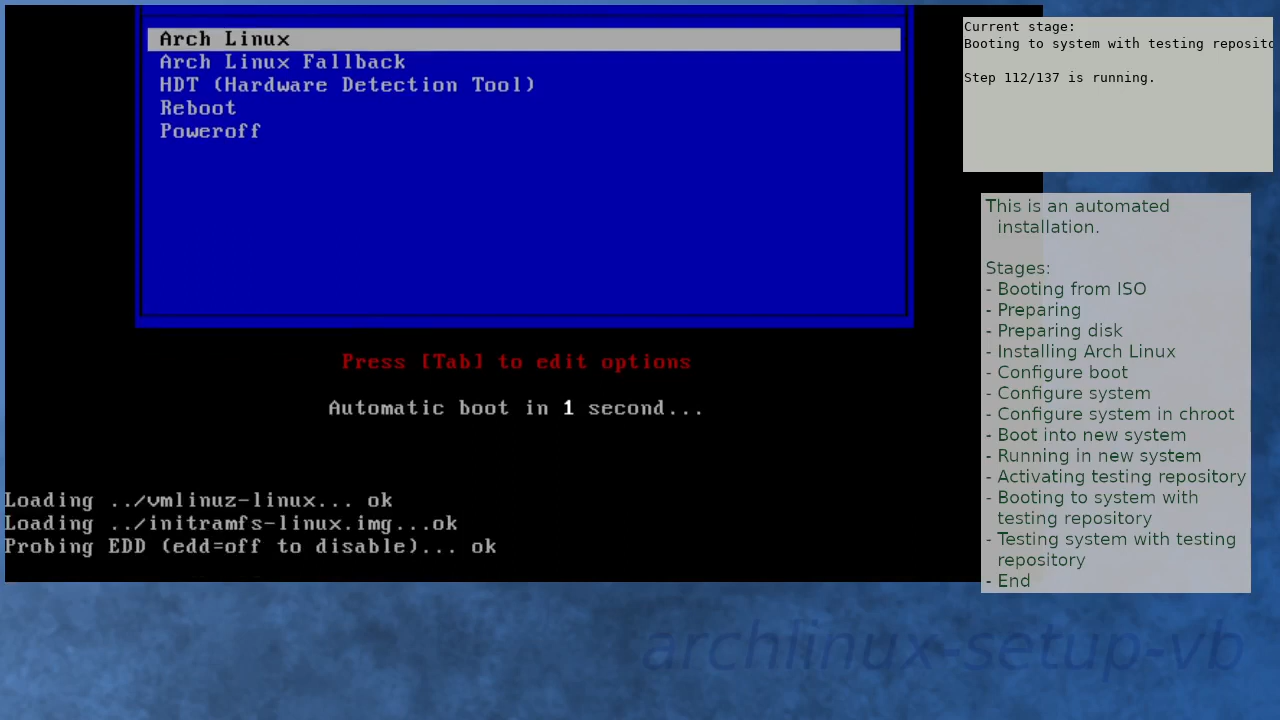 Arch Linux
Arch Linux Fallback
HDT (Hardware Detection Tool)
Reboot
Poweroff
Press [Tab] to edit options
Automatic boot in 1 second...
Loading ../vmlinuz-linux... ok
Loading ../initramfs-linux.img...ok
Probing EDD (edd=off to disable)... ok
Current stage:
Booting to system with testing reposito
Step 112/137 is running.
This is an automated
installation.
Stages:
- Booting from ISO
- Preparing
- Preparing disk
- Installing Arch Linux
- Configure boot
- Configure system
- Configure system in chroot
- Boot into new system
- Running in new system
- Activating testing repository
- Booting to system with
testing repository
- Testing system with testing
repository
- End
archlinux-setup-vb